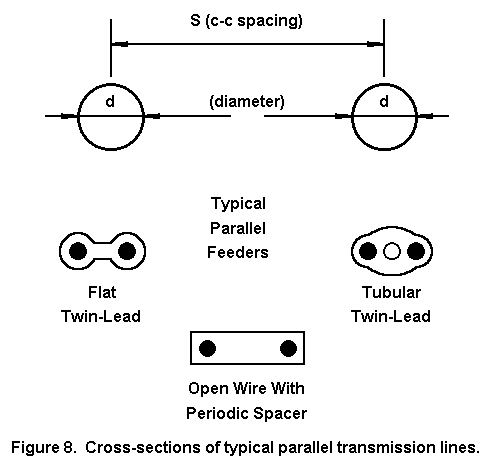 S (c-c spacing)
d (diameter) d
Typical
Parallel
Feeders
Flat
Twin-Lead
Tubular
Twin-Lead
Open Wire With
Periodic Spacer
Figure 8. Cross-sections of typical parallel transmission lines.